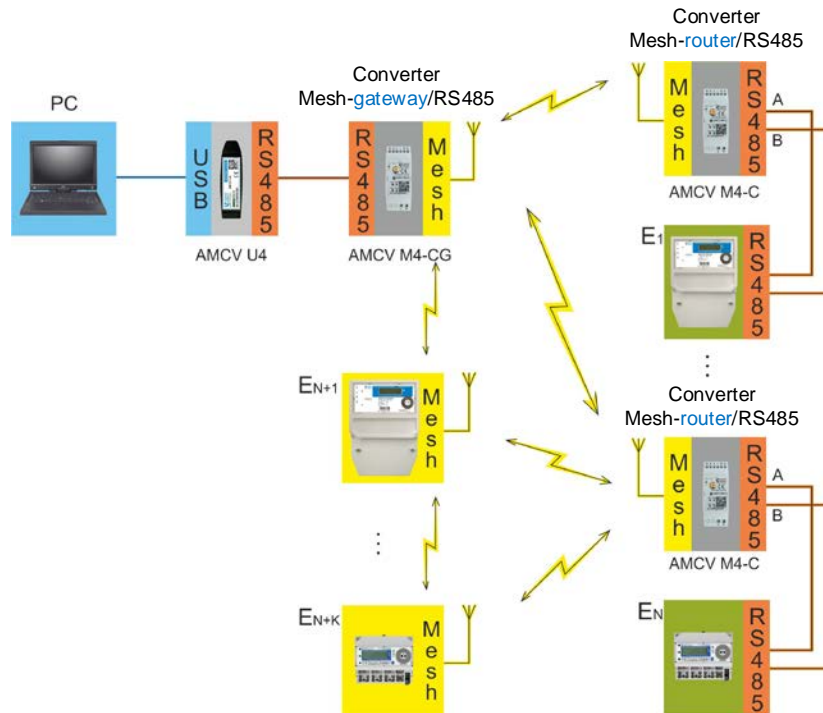 Converter
Mesh-router/RS485
Converter
Mesh-gateway/RS485
PC
USB
RS485
AMCV U4
RS485
Mesh
AMCV M4-CG
Mesh
RS485
A
B
AMCV M4-C
E1
RS485
⋮
EN+1
Mesh
Converter
Mesh-router/RS485
Mesh
RS485
A
B
AMCV M4-C
⋮
EN+K
Mesh
EN
RS485